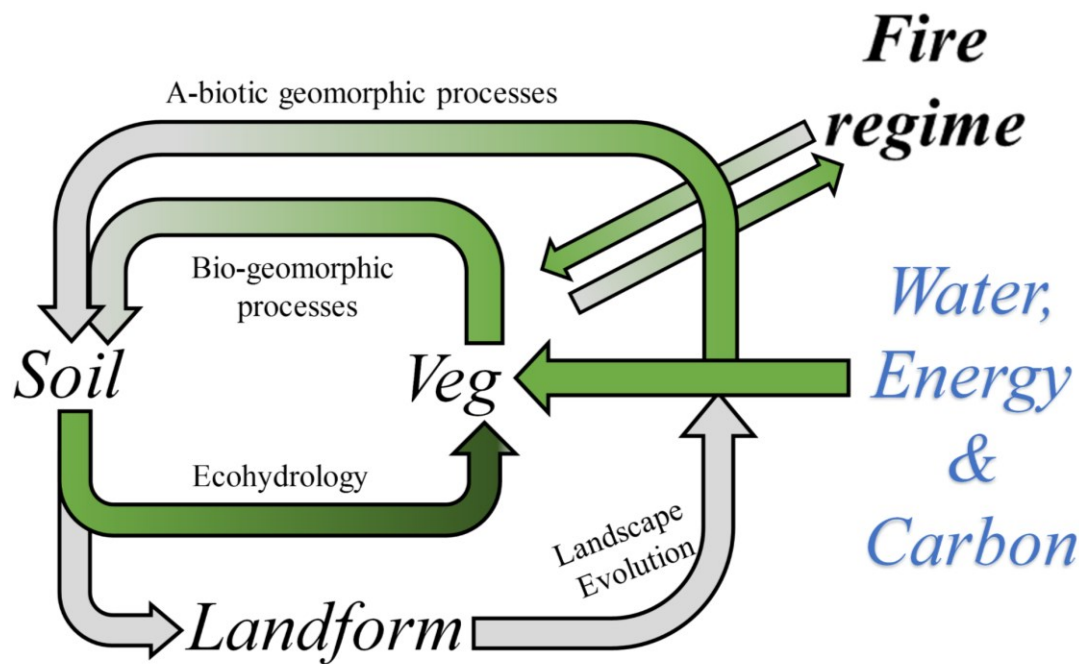 Fire
regime
A-biotic geomorphic processes
Bio-geomorphic
processes
Water,
Energy
&
Carbon
Soil
Veg
Ecohydrology
Landscape
Evolution
Landform